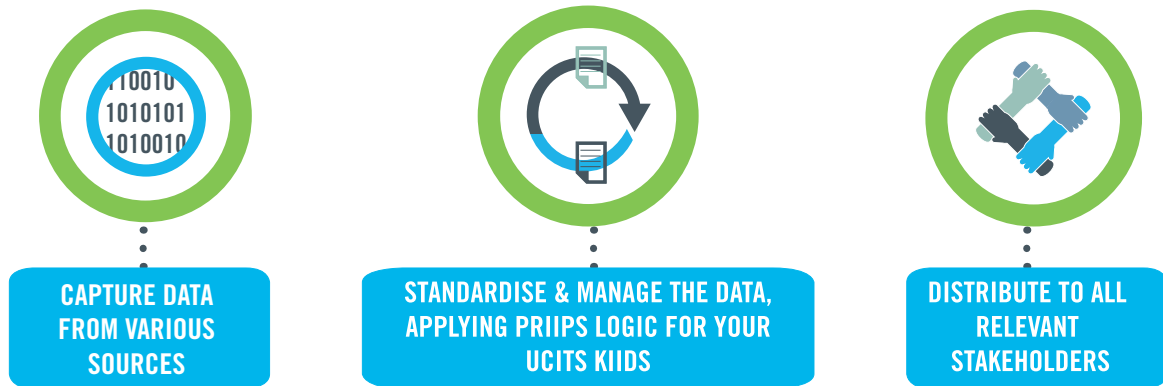 110010
1010101
1010010
CAPTURE DATA
FROM VARIOUS
SOURCES
STANDARDISE & MANAGE THE DATA,
APPLYING PRIIPS LOGIC FOR YOUR
UCITS KIIDS
DISTRIBUTE TO ALL
RELEVANT
STAKEHOLDERS